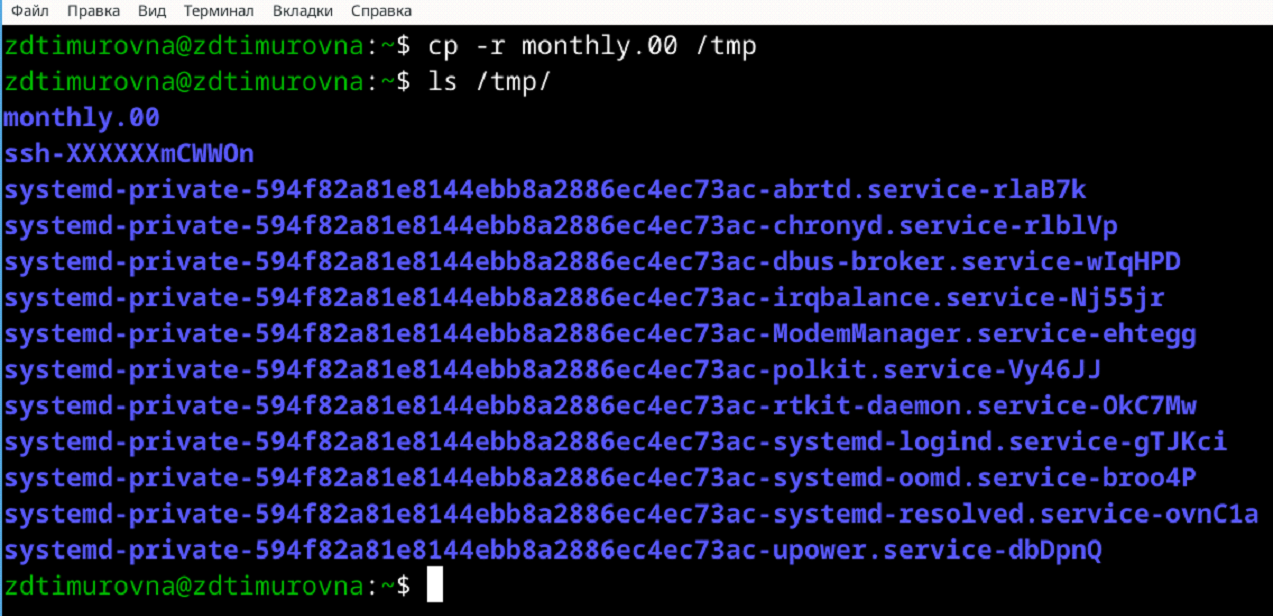 Файл Правка Вид Терминал Вкладки Справка
zdtimurovna@zdtimurovna:~$ cp -r monthly.00 /tmp
zdtimurovna@zdtimurovna:~$ ls /tmp/
monthly.00
ssh-XXXXXXmCWWOn
systemd-private-594f82a81e8144ebb8a2886ec4ec73ac-abrtd.service-rlaB7k
systemd-private-594f82a81e8144ebb8a2886ec4ec73ac-chronyd.service-rlblVp
systemd-private-594f82a81e8144ebb8a2886ec4ec73ac-dbus-broker.service-wIqHPD
systemd-private-594f82a81e8144ebb8a2886ec4ec73ac-irqbalance.service-Nj55jr
systemd-private-594f82a81e8144ebb8a2886ec4ec73ac-ModemManager.service-ehtegg
systemd-private-594f82a81e8144ebb8a2886ec4ec73ac-polkit.service-Vy46JJ
systemd-private-594f82a81e8144ebb8a2886ec4ec73ac-rtkit-daemon.service-OkC7Mw
systemd-private-594f82a81e8144ebb8a2886ec4ec73ac-systemd-logind.service-gTJKci
systemd-private-594f82a81e8144ebb8a2886ec4ec73ac-systemd-oomd.service-broo4P
systemd-private-594f82a81e8144ebb8a2886ec4ec73ac-systemd-resolved.service-ovnC1a
systemd-private-594f82a81e8144ebb8a2886ec4ec73ac-upower.service-dbDpnQ
zdtimurovna@zdtimurovna:~$